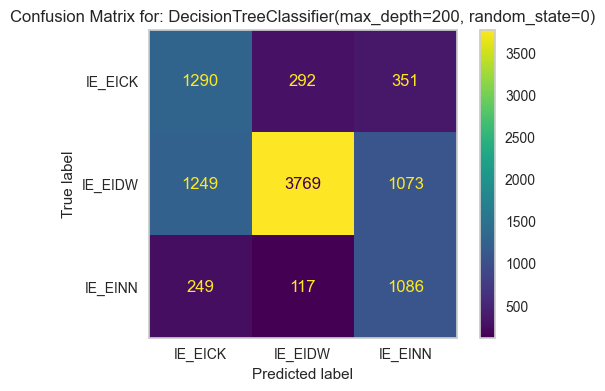 Confusion Matrix for: DecisionTreeClassifier(max_depth=200, random_state=0)
IE_EICK 1290 292 351
IE_EIDW 1249 3769 1073
IE_EINN 249 117 1086
IE_EICK IE_EIDW IE_EINN
True label
Predicted label
3500
3000
2500
2000
1500
1000
500